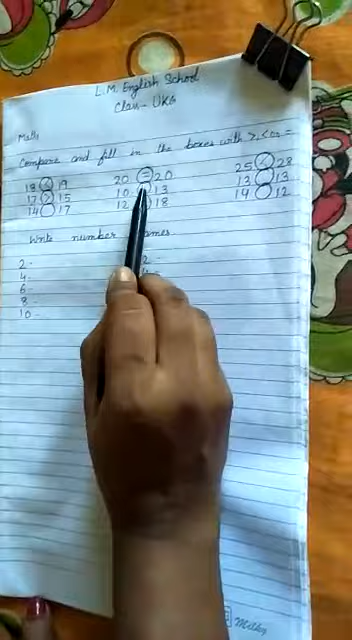 L.M. English School
Class - UKG
Maths
Compare and fill in the boxes with >, < or =
18 < 19 20 = 20 25 < 28
17 > 15 10 13 13 13
14 17 12 18 14 12
Write number names
2 - 12 -
4 -
6 -
8 -
10 -